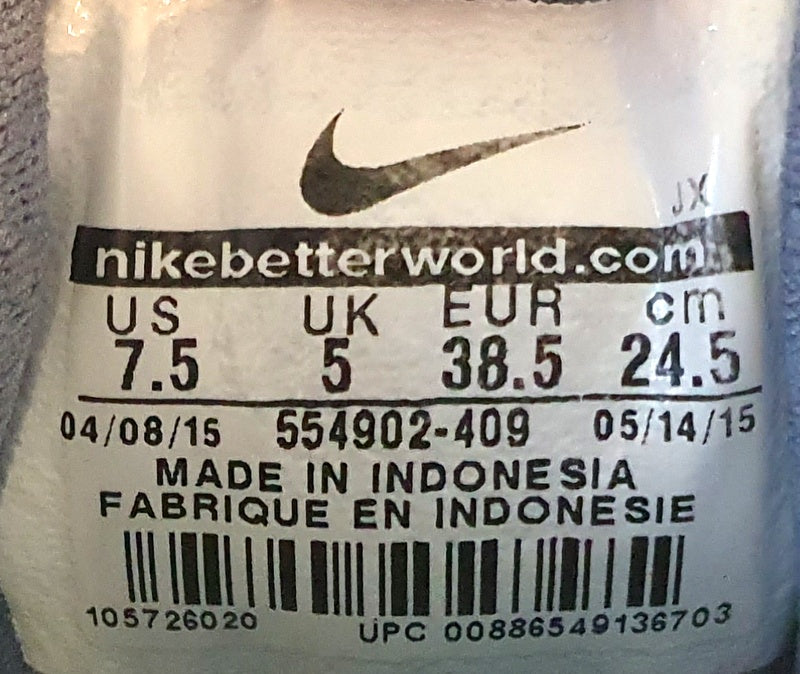 JX
nikebetterworld.com
US UK EUR cm
7.5 5 38.5 24.5
04/08/15 554902-409 05/14/15
MADE IN INDONESIA
FABRIQUE EN INDONESIE
105726020 UPC 00886549136703